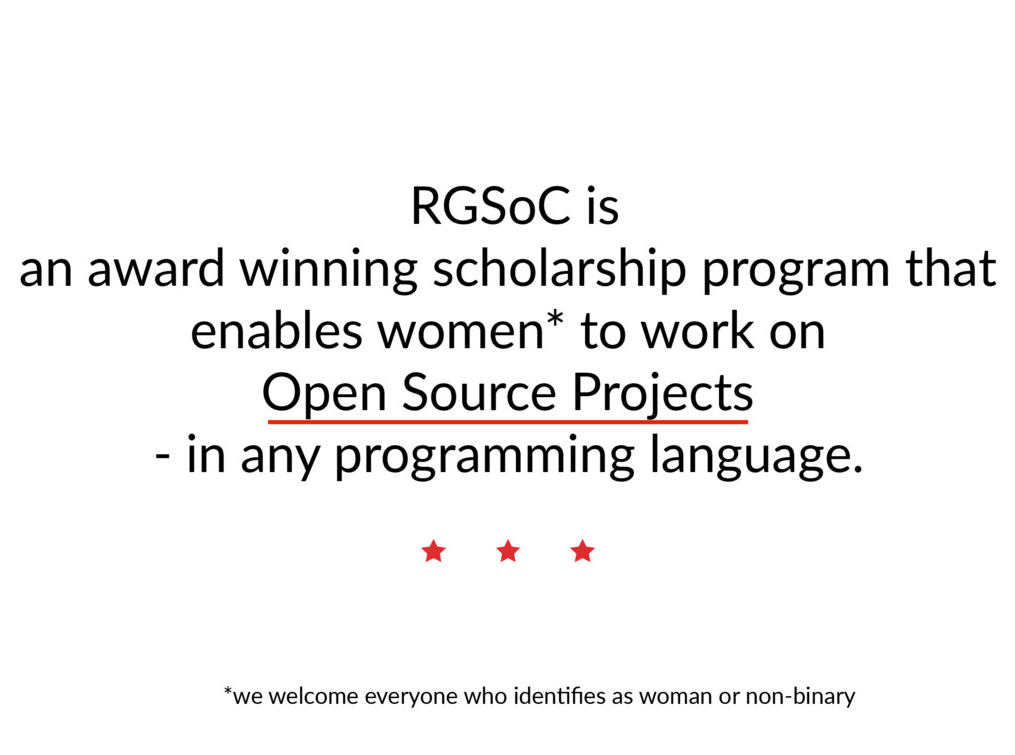 RGSoC is
an award winning scholarship program that
enables women* to work on
Open Source Projects
- in any programming language.
*we welcome everyone who identifies as woman or non-binary